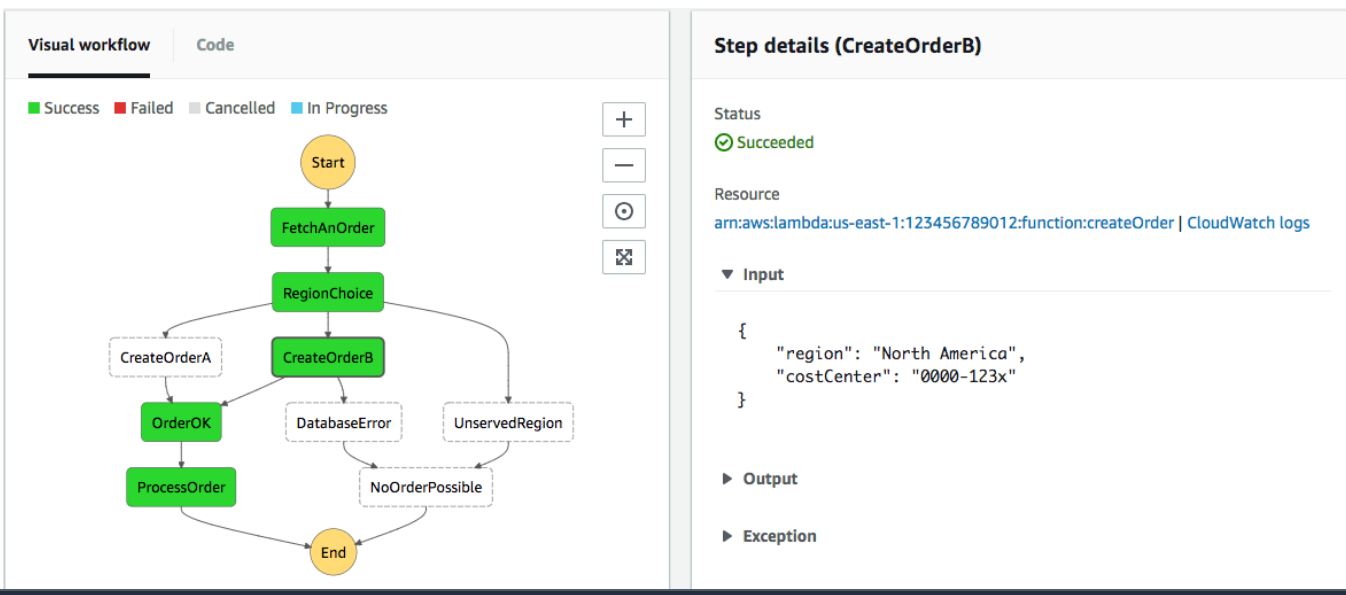 Visual workflow Code
Success Failed Cancelled In Progress
Start
FetchAnOrder
RegionChoice
CreateOrderA CreateOrderB
OrderOK DatabaseError UnservedRegion
ProcessOrder NoOrderPossible
End
Step details (CreateOrderB)
Status
Succeeded
Resource
arn:aws:lambda:us-east-1:123456789012:function:createOrder | CloudWatch logs
Input
{
"region": "North America",
"costCenter": "0000-123x"
}
Output
Exception